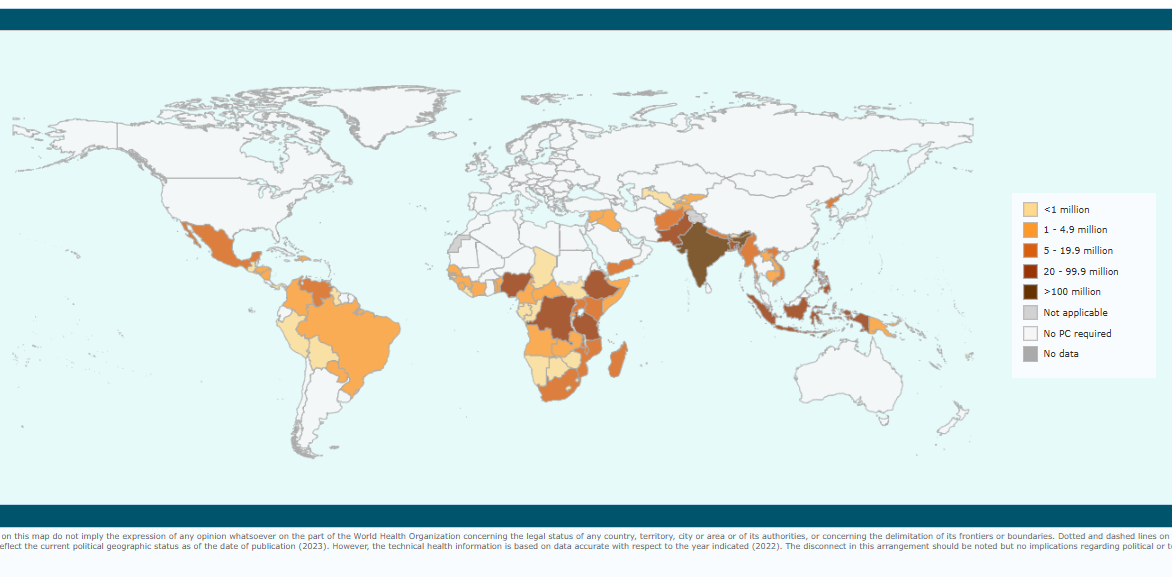 <1 million
1 - 4.9 million
5 - 19.9 million
20 - 99.9 million
>100 million
Not applicable
No PC required
No data
on this map do not imply the expression of any opinion whatsoever on the part of the World Health Organization concerning the legal status of any country, territory, city or area or of its authorities, or concerning the delimitation of its frontiers or boundaries. Dotted and dashed lines on
eflect the current political geographic status as of the date of publication (2023). However, the technical health information is based on data accurate with respect to the year indicated (2022). The disconnect in this arrangement should be noted but no implications regarding political or t